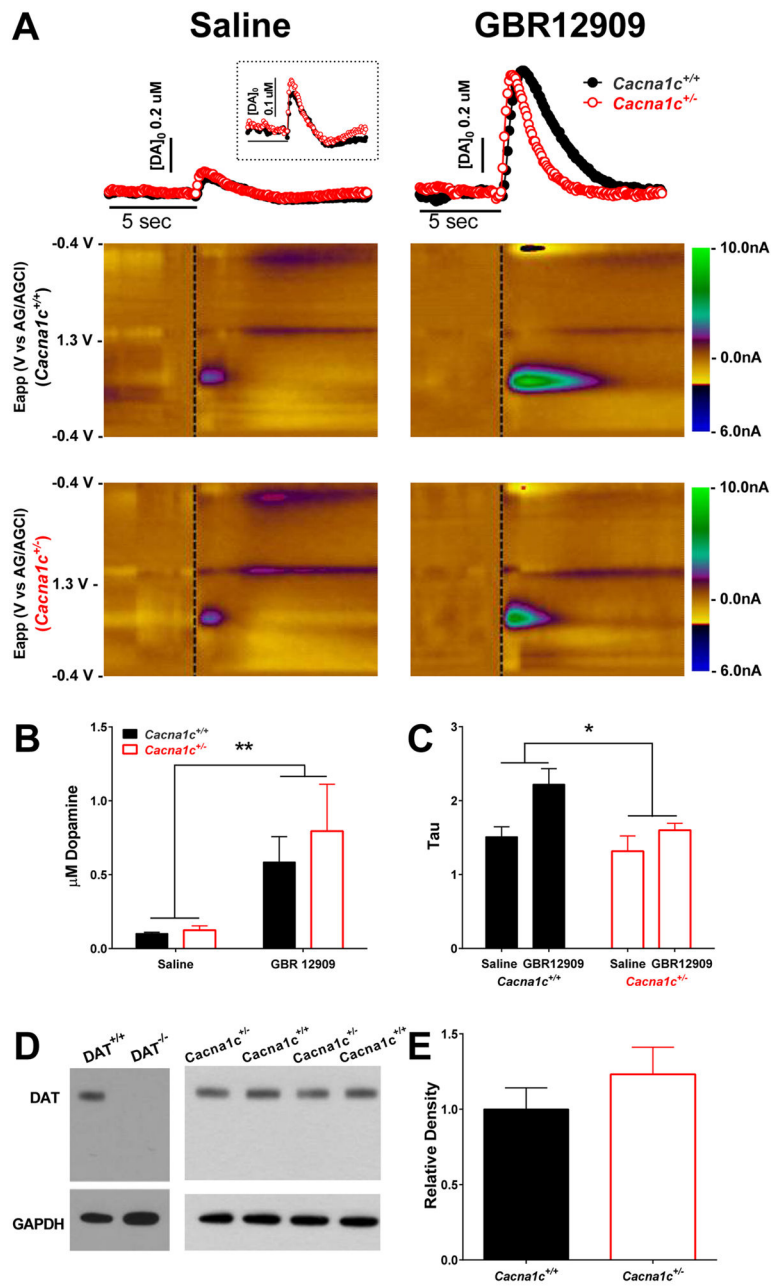 A
Saline
GBR12909
[DA]₀ 0.2 uM
[DA]₀
0.1 uM
5 sec
[DA]₀ 0.2 uM
5 sec
Cacna1c+/+
Cacna1c+/-
Eapp (V vs AG/AGCl)
(Cacna1c+/+)
-0.4 V
1.3 V
-0.4 V
10.0nA
0.0nA
6.0nA
Eapp (V vs AG/AGCl)
(Cacna1c+/-)
-0.4 V
1.3 V
-0.4 V
10.0nA
0.0nA
6.0nA
B
Cacna1c+/+
Cacna1c+/-
**
µM Dopamine
1.5
1.0
0.5
0.0
Saline
GBR 12909
C
*
Tau
3
2
1
0
Saline GBR12909
Cacna1c+/+
Saline GBR12909
Cacna1c+/-
D
DAT+/+
DAT-/-
Cacna1c+/-
Cacna1c+/+
Cacna1c+/-
Cacna1c+/+
DAT
GAPDH
E
Relative Density
1.5
1.0
0.5
0.0
Cacna1c+/+
Cacna1c+/-